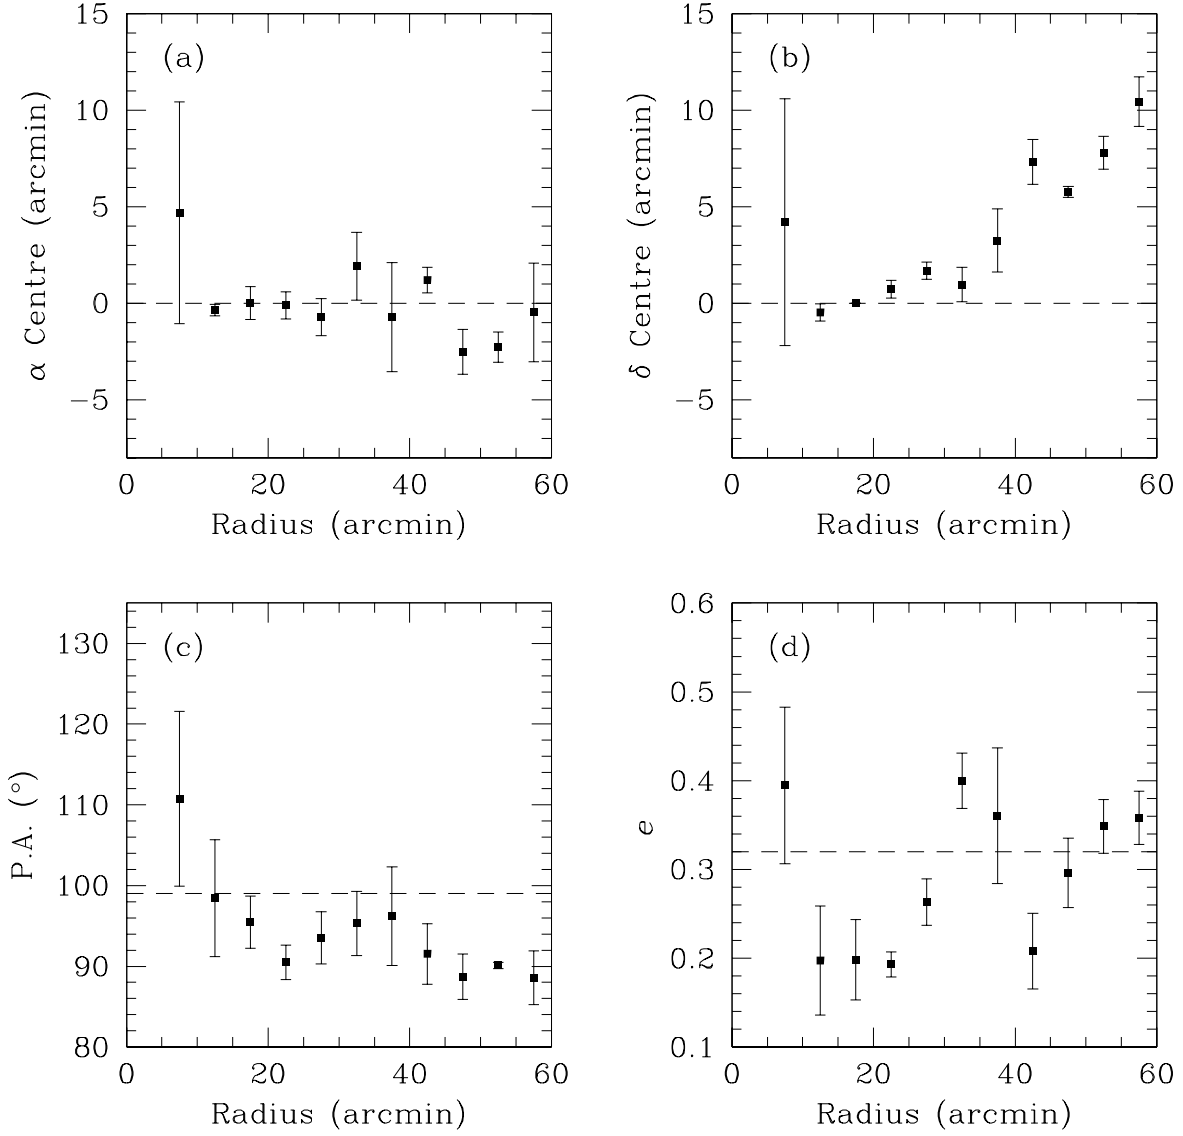 15
10
5
0
−5
α Centre (arcmin)
(a)
0 20 40 60
Radius (arcmin)
15
10
5
0
−5
δ Centre (arcmin)
(b)
0 20 40 60
Radius (arcmin)
130
120
110
100
90
80
P.A. (°)
(c)
0 20 40 60
Radius (arcmin)
0.6
0.5
0.4
0.3
0.2
0.1
e
(d)
0 20 40 60
Radius (arcmin)